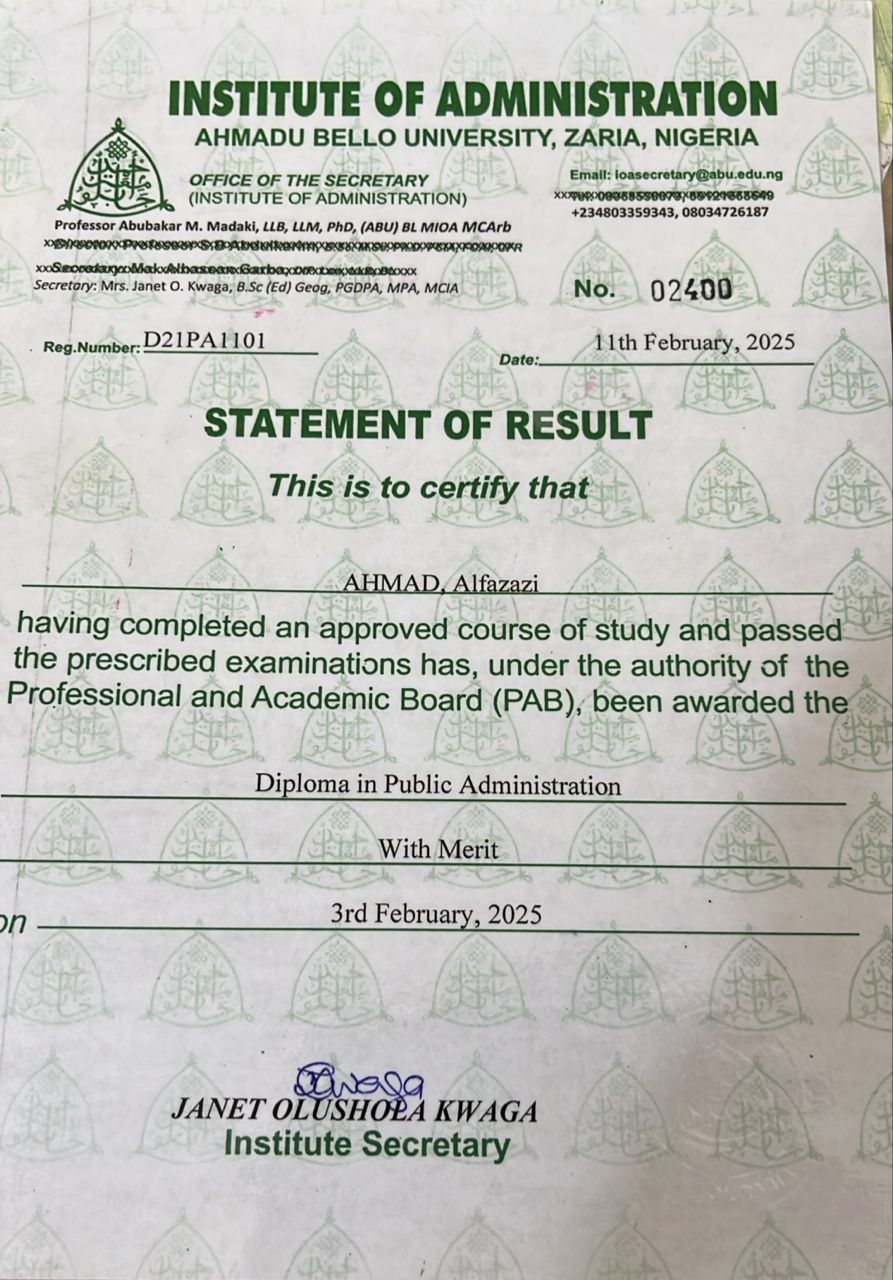 INSTITUTE OF ADMINISTRATION
AHMADU BELLO UNIVERSITY, ZARIA, NIGERIA
OFFICE OF THE SECRETARY
(INSTITUTE OF ADMINISTRATION)
Email: ioasecretary@abu.edu.ng
+234803359343, 08034726187
Professor Abubakar M. Madaki, LLB, LLM, PhD, (ABU) BL MIOA MCArb
Secretary: Mrs. Janet O. Kwaga, B.Sc (Ed) Geog, PGDPA, MPA, MCIA
No. 02400
Reg.Number: D21PA1101
Date: 11th February, 2025
STATEMENT OF RESULT
This is to certify that
AHMAD, Alfazazi
having completed an approved course of study and passed
the prescribed examinations has, under the authority of the
Professional and Academic Board (PAB), been awarded the
Diploma in Public Administration
With Merit
on 3rd February, 2025
JANET OLUSHOLA KWAGA
Institute Secretary